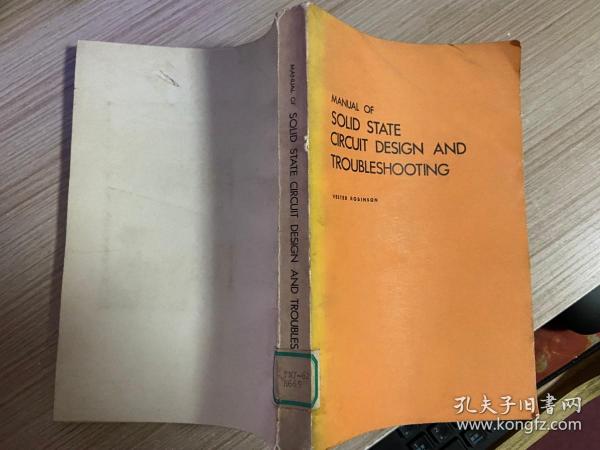 MANUAL OF
SOLID STATE
CIRCUIT DESIGN AND
TROUBLESHOOTING
VESTER ROBINSON
MANUAL OF SOLID STATE CIRCUIT DESIGN AND TROUBLES
孔夫子旧书网
www.kongfz.com